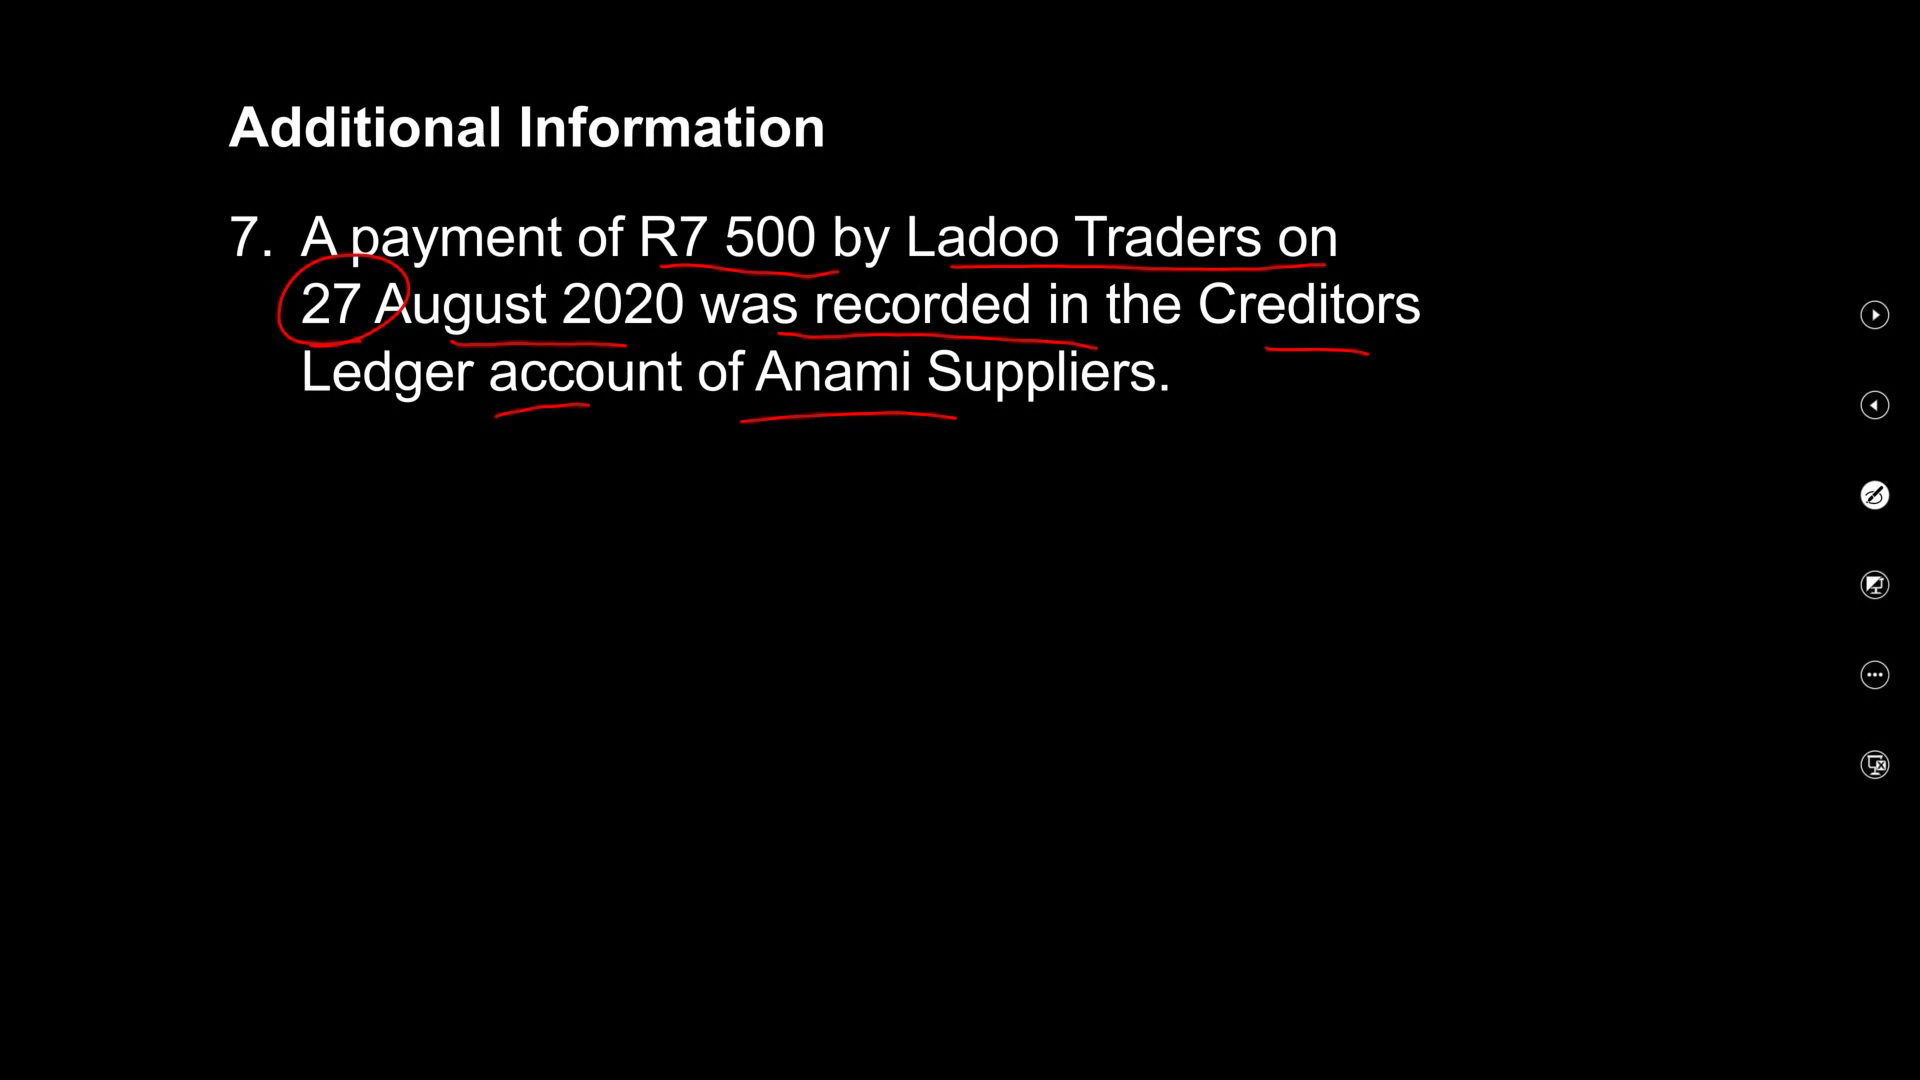 Additional Information
7. A payment of R7 500 by Ladoo Traders on
27 August 2020 was recorded in the Creditors
Ledger account of Anami Suppliers.